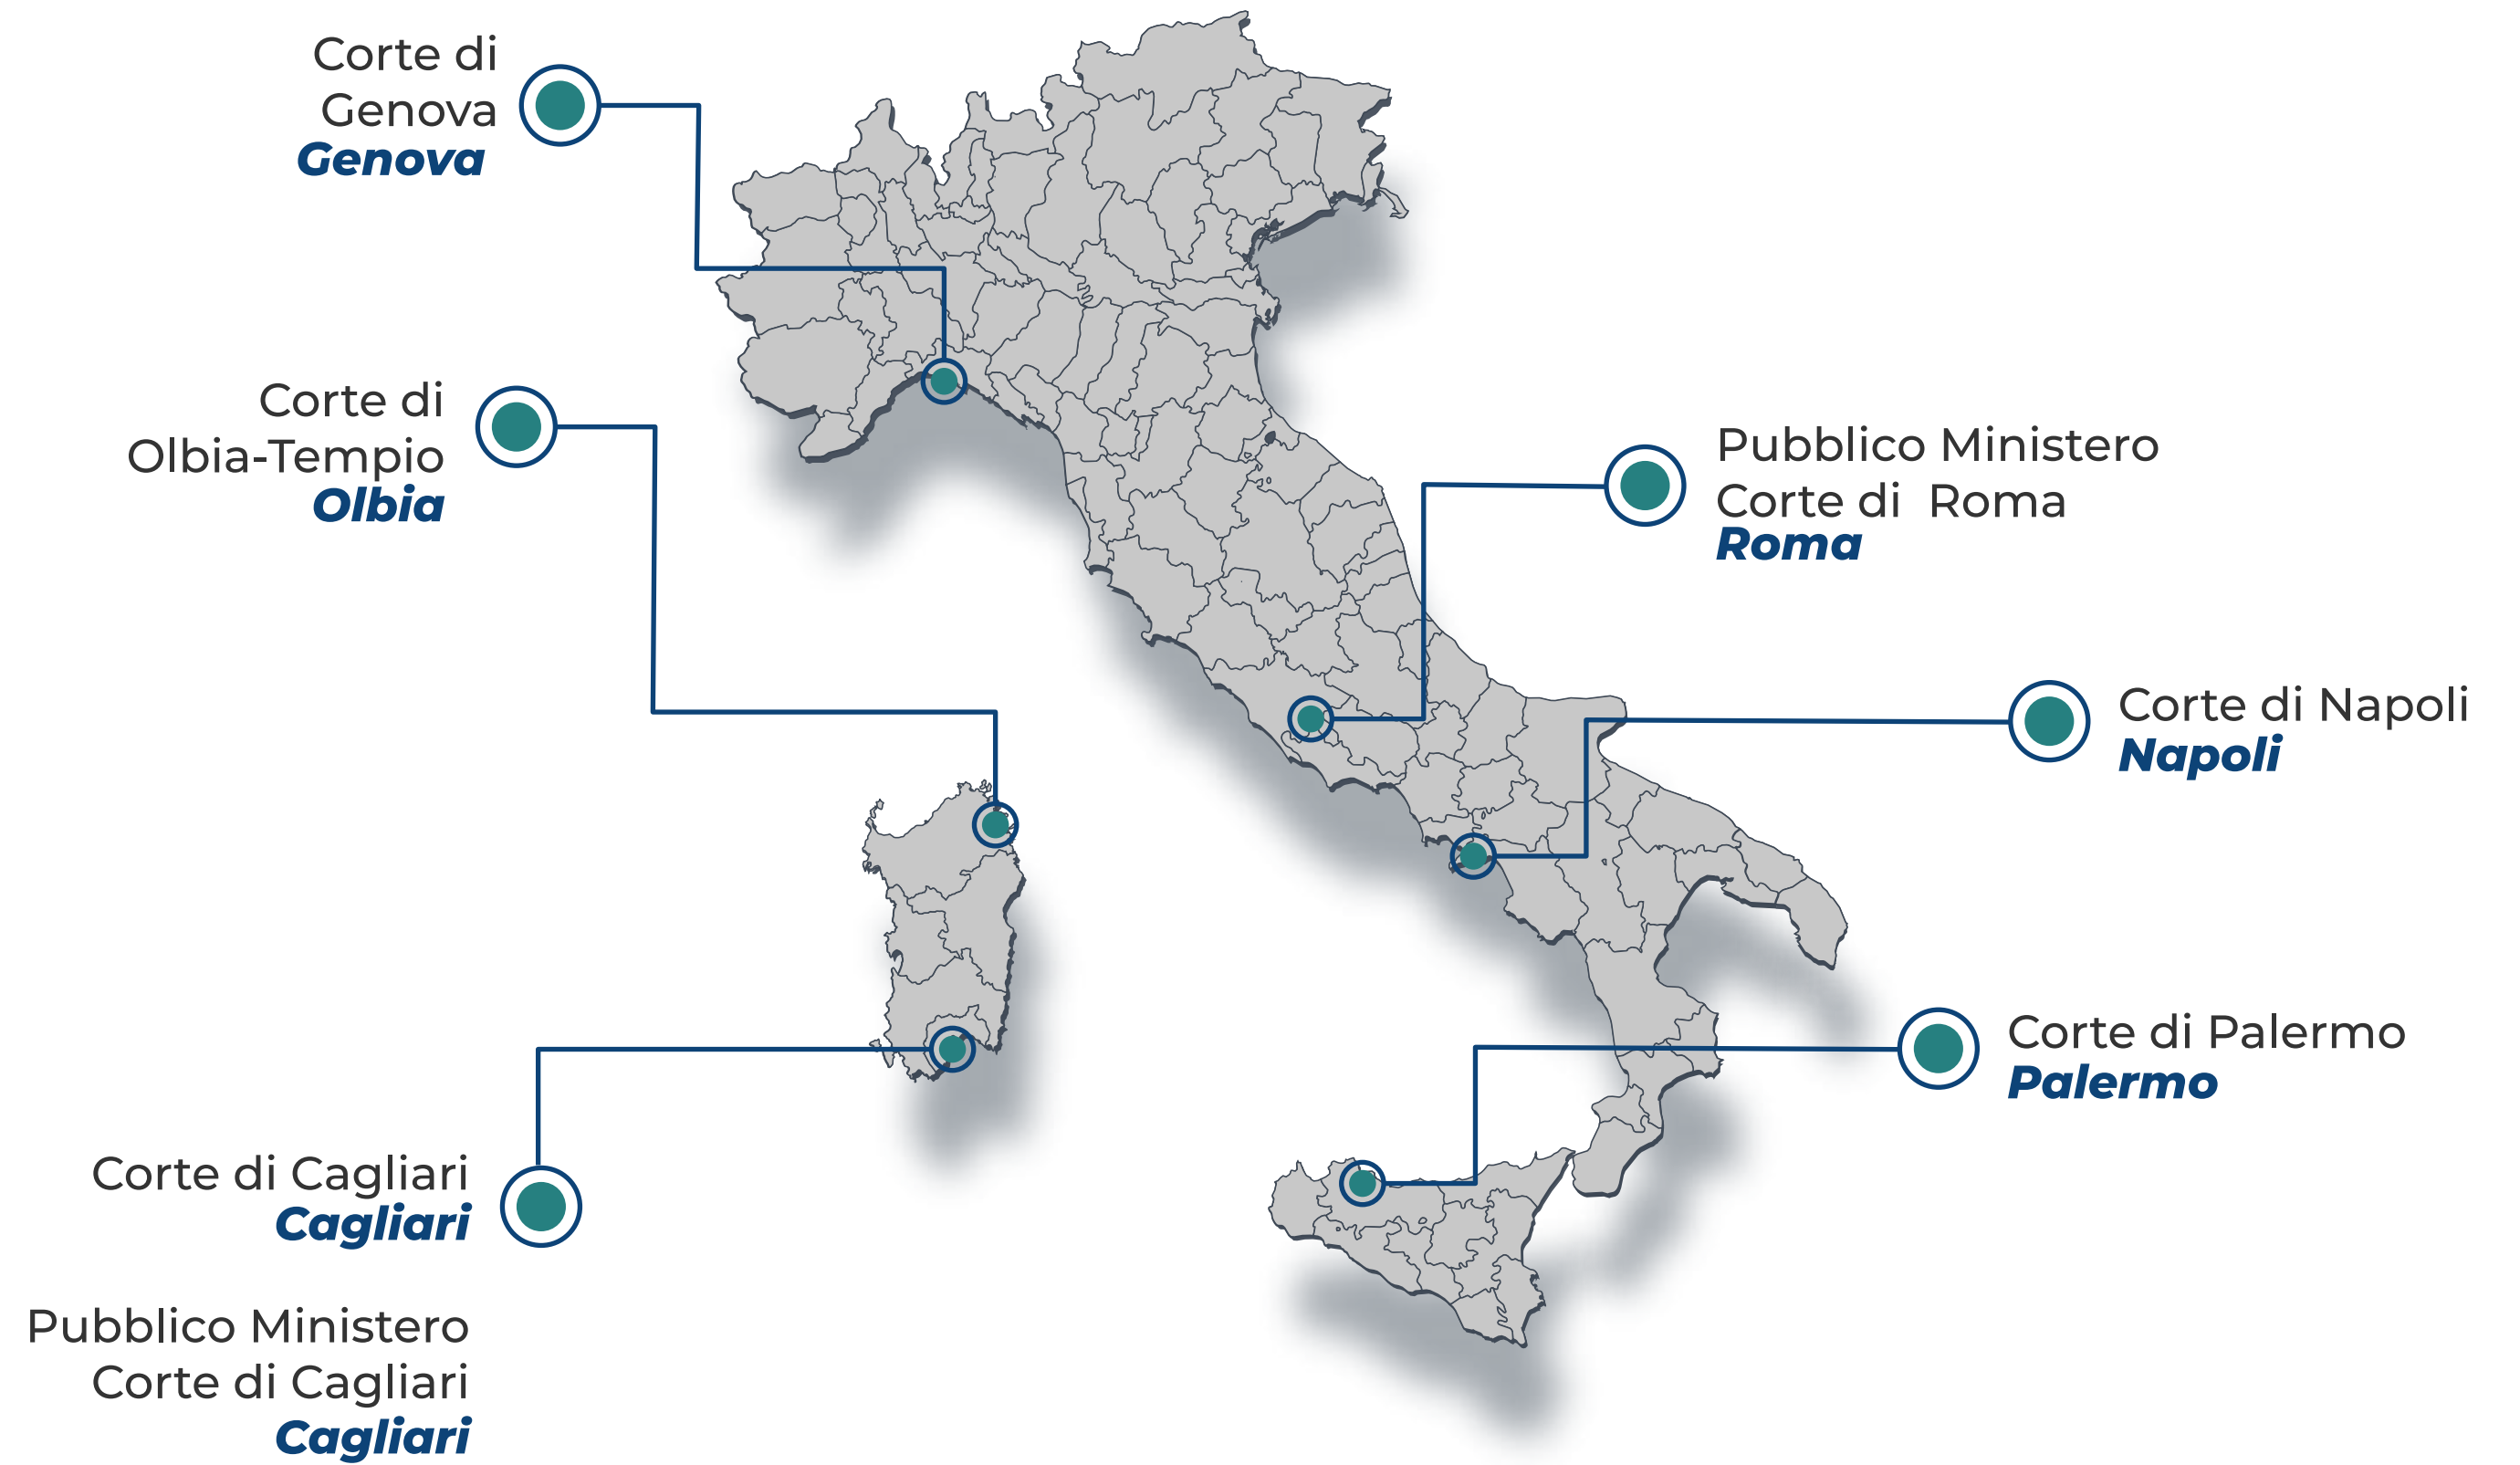 Corte di
Genova
Genova
Corte di
Olbia-Tempio
Olbia
Pubblico Ministero
Corte di  Roma
Roma
Corte di Napoli
Napoli
Corte di Palermo
Palermo
Corte di Cagliari
Cagliari
Pubblico Ministero
Corte di Cagliari
Cagliari